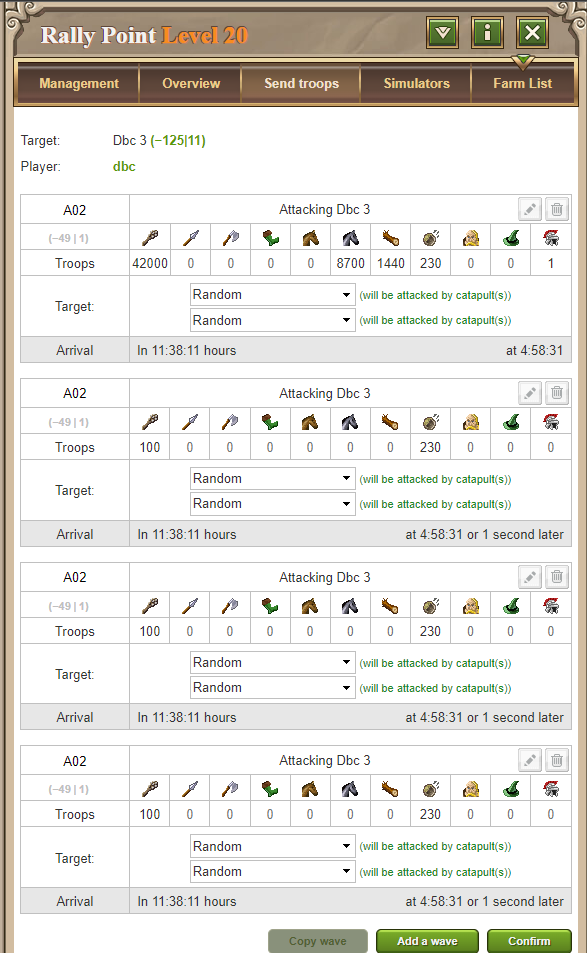 Rally Point Level 20
Management Overview Send troops Simulators Farm List
Target: Dbc 3 (−125|11)
Player: dbc
A02 Attacking Dbc 3
(−49|1)
Troops 42000 0 0 0 0 8700 1440 230 0 0 1
Target:
Random (will be attacked by catapult(s))
Random (will be attacked by catapult(s))
Arrival In 11:38:11 hours at 4:58:31
A02 Attacking Dbc 3
(−49|1)
Troops 100 0 0 0 0 0 0 230 0 0 0
Target:
Random (will be attacked by catapult(s))
Random (will be attacked by catapult(s))
Arrival In 11:38:11 hours at 4:58:31 or 1 second later
A02 Attacking Dbc 3
(−49|1)
Troops 100 0 0 0 0 0 0 230 0 0 0
Target:
Random (will be attacked by catapult(s))
Random (will be attacked by catapult(s))
Arrival In 11:38:11 hours at 4:58:31 or 1 second later
A02 Attacking Dbc 3
(−49|1)
Troops 100 0 0 0 0 0 0 230 0 0 0
Target:
Random (will be attacked by catapult(s))
Random (will be attacked by catapult(s))
Arrival In 11:38:11 hours at 4:58:31 or 1 second later
Copy wave Add a wave Confirm